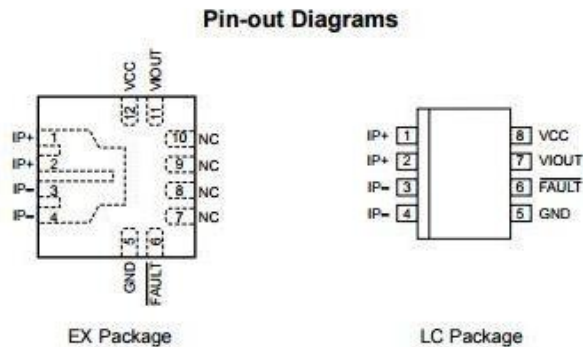 Pin-out Diagrams
VCC
VIOUT
12
11
IP+ 1
IP+ 2
IP– 3
IP– 4
10 NC
9 NC
8 NC
7 NC
5
6
GND
FAULT
EX Package
IP+ 1
IP+ 2
IP– 3
IP– 4
8 VCC
7 VIOUT
6 FAULT
5 GND
LC Package